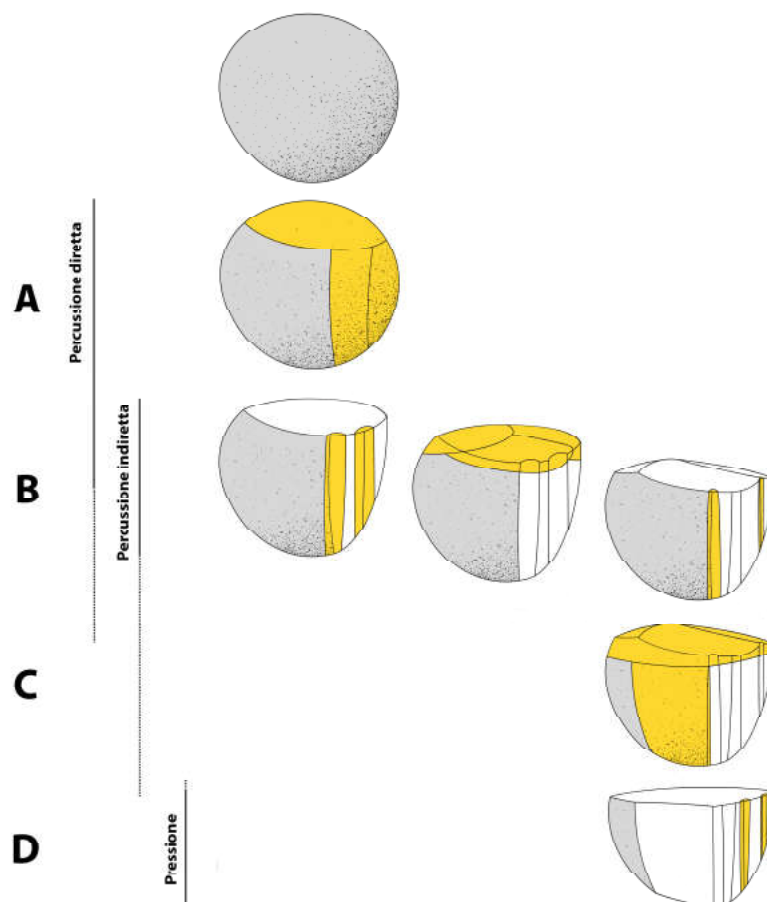 Percussione diretta
A
Percussione indiretta
B
C
Pressione
D